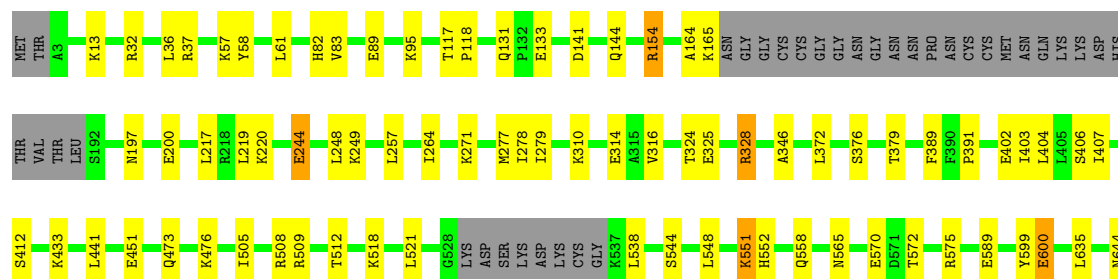 MET THR A3 K13 R32 L36 R37 K57 Y58 L61 H82 V83 E89 K95 T117 P118 Q131 P132 E133 D141 Q144 R154 A164 K165 ASN GLY GLY CYS CYS GLY GLY ASN GLY ASN ASN PRO ASN CYS CYS MET ASN GLN LYS LYS ASP HIS
THR VAL THR LEU S192 N197 E200 L217 R218 L219 K220 E244 L248 K249 L257 I264 K271 M277 I278 I279 K310 E314 A315 V316 T324 E325 R328 A346 L372 S376 T379 F389 F390 P391 E402 I403 L404 L405 S406 I407
S412 K433 L441 E451 Q473 K476 I505 R508 R509 T512 K518 L521 G528 LYS ASP SER LYS ASP LYS CYS GLY K537 L538 S544 L548 K551 H552 Q558 N565 E570 D571 T572 R575 E589 Y599 E600 L635